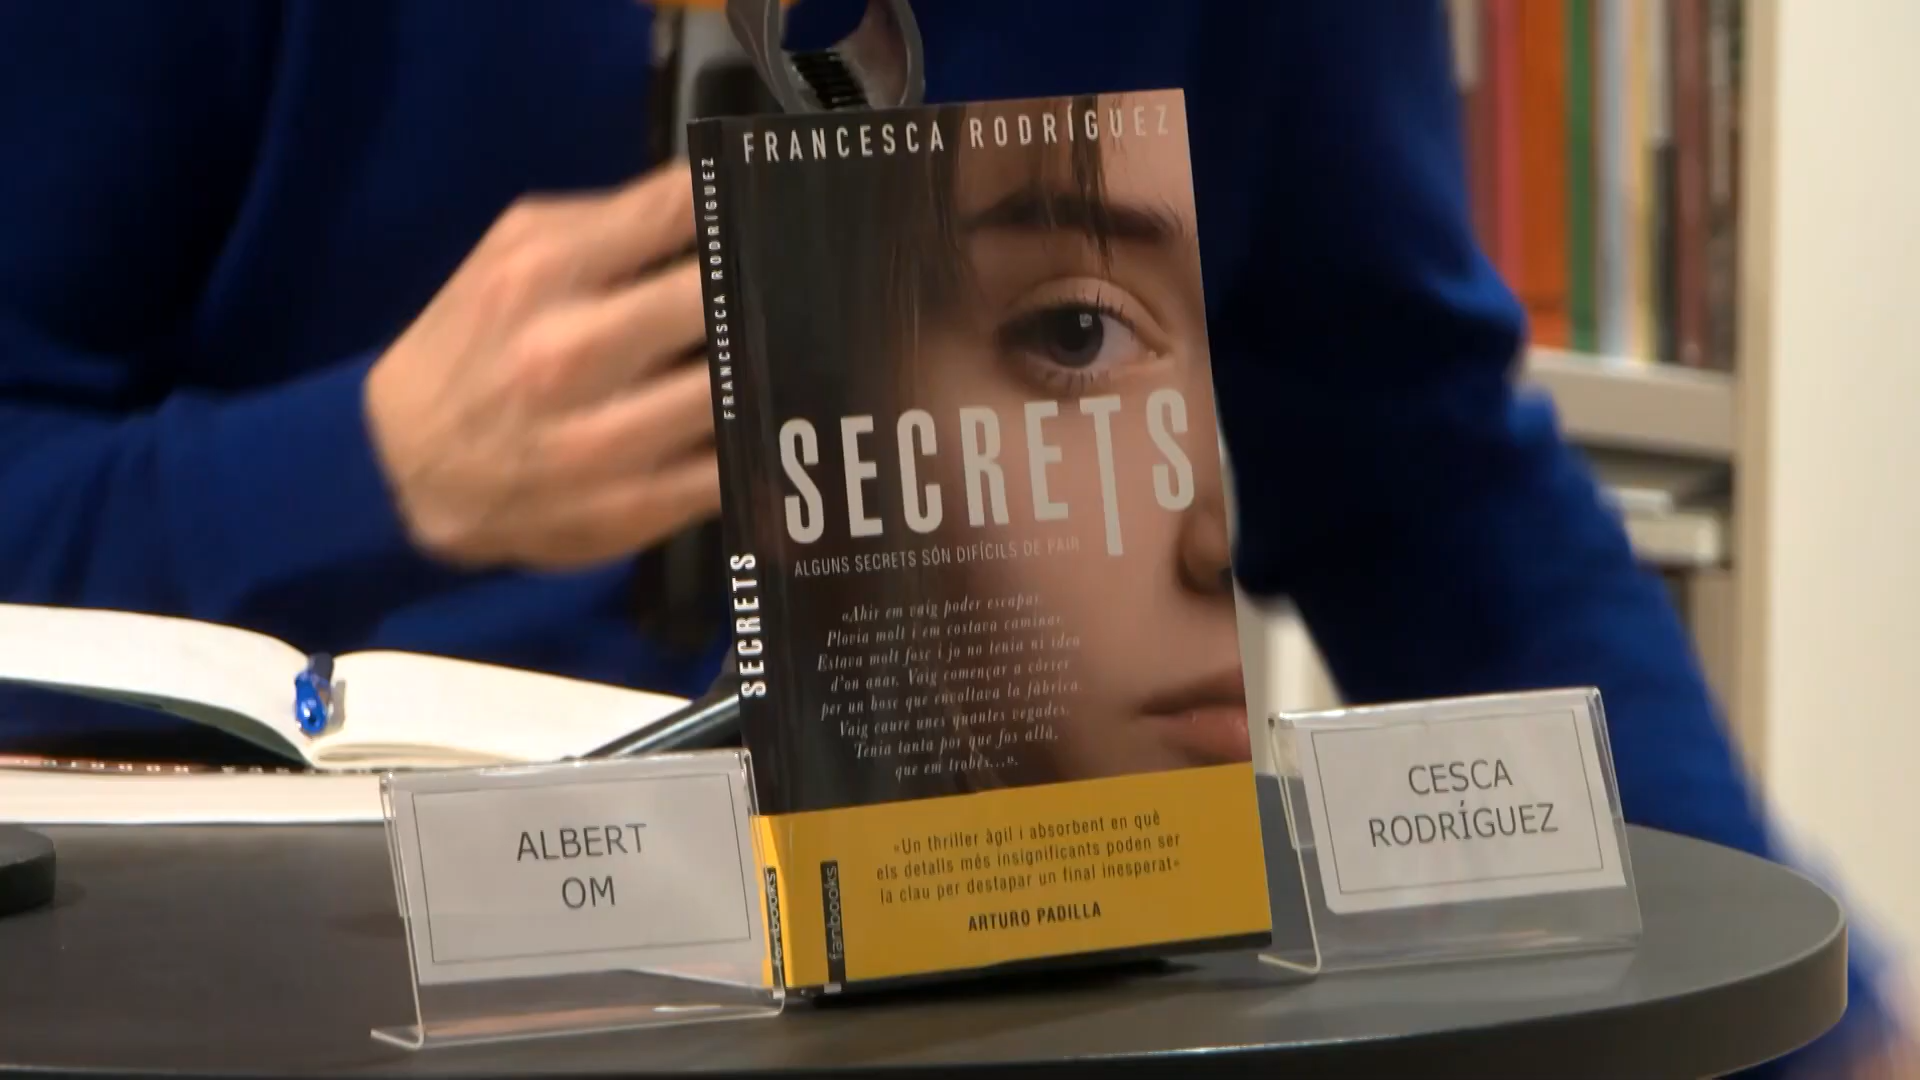 FRANCESCA RODRÍGUEZ
FRANCESCA RODRÍGUEZ
SECRETS
SECRETS
ALGUNS SECRETS SÓN DIFÍCILS DE PAIR
«Ahir em vaig poder escapar.
Plovia molt i em costava caminar.
Estava molt fosc i jo no tenia ni idea
d'on anar. Vaig començar a córrer
per un bosc que envoltava la fàbrica.
Vaig caure unes quantes vegades.
Tenia tanta por que fos allà,
que em trobés...».
«Un thriller àgil i absorbent en què
els detalls més insignificants poden ser
la clau per destapar un final inesperat»
ARTURO PADILLA
fanbooks
fanbooks
ALBERT
OM
CESCA
RODRÍGUEZ